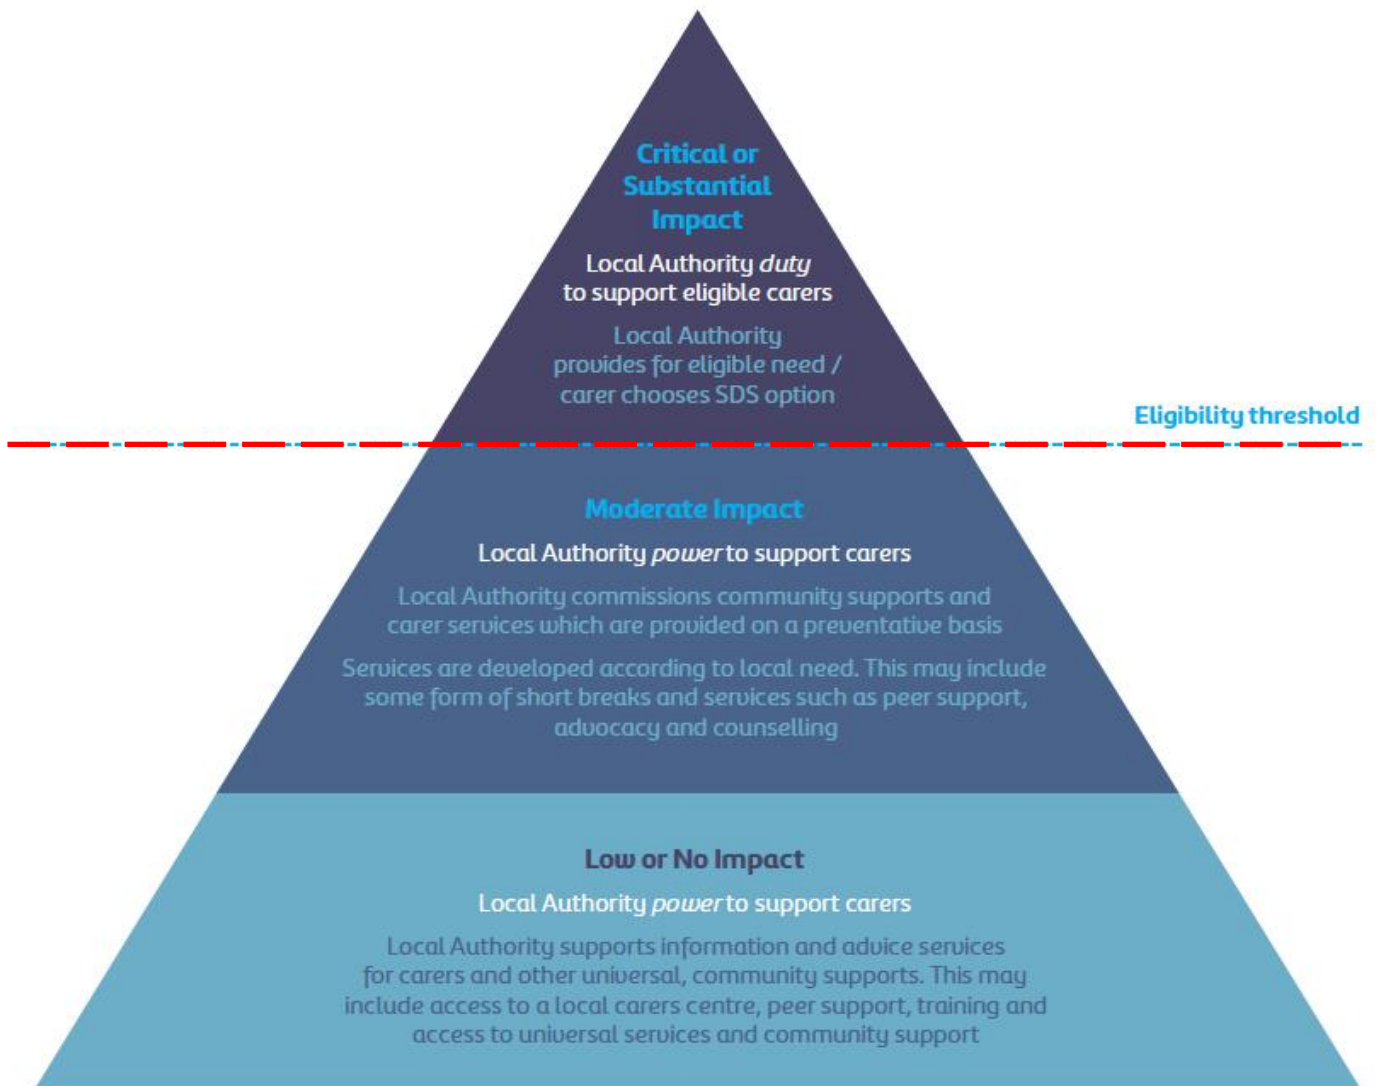 Critical or
Substantial
Impact
Local Authority duty
to support eligible carers
Local Authority
provides for eligible need /
carer chooses SDS option
Eligibility threshold
Moderate Impact
Local Authority power to support carers
Local Authority commissions community supports and
carer services which are provided on a preventative basis
Services are developed according to local need. This may include
some form of short breaks and services such as peer support,
advocacy and counselling
Low or No Impact
Local Authority power to support carers
Local Authority supports information and advice services
for carers and other universal, community supports. This may
include access to a local carers centre, peer support, training and
access to universal services and community support